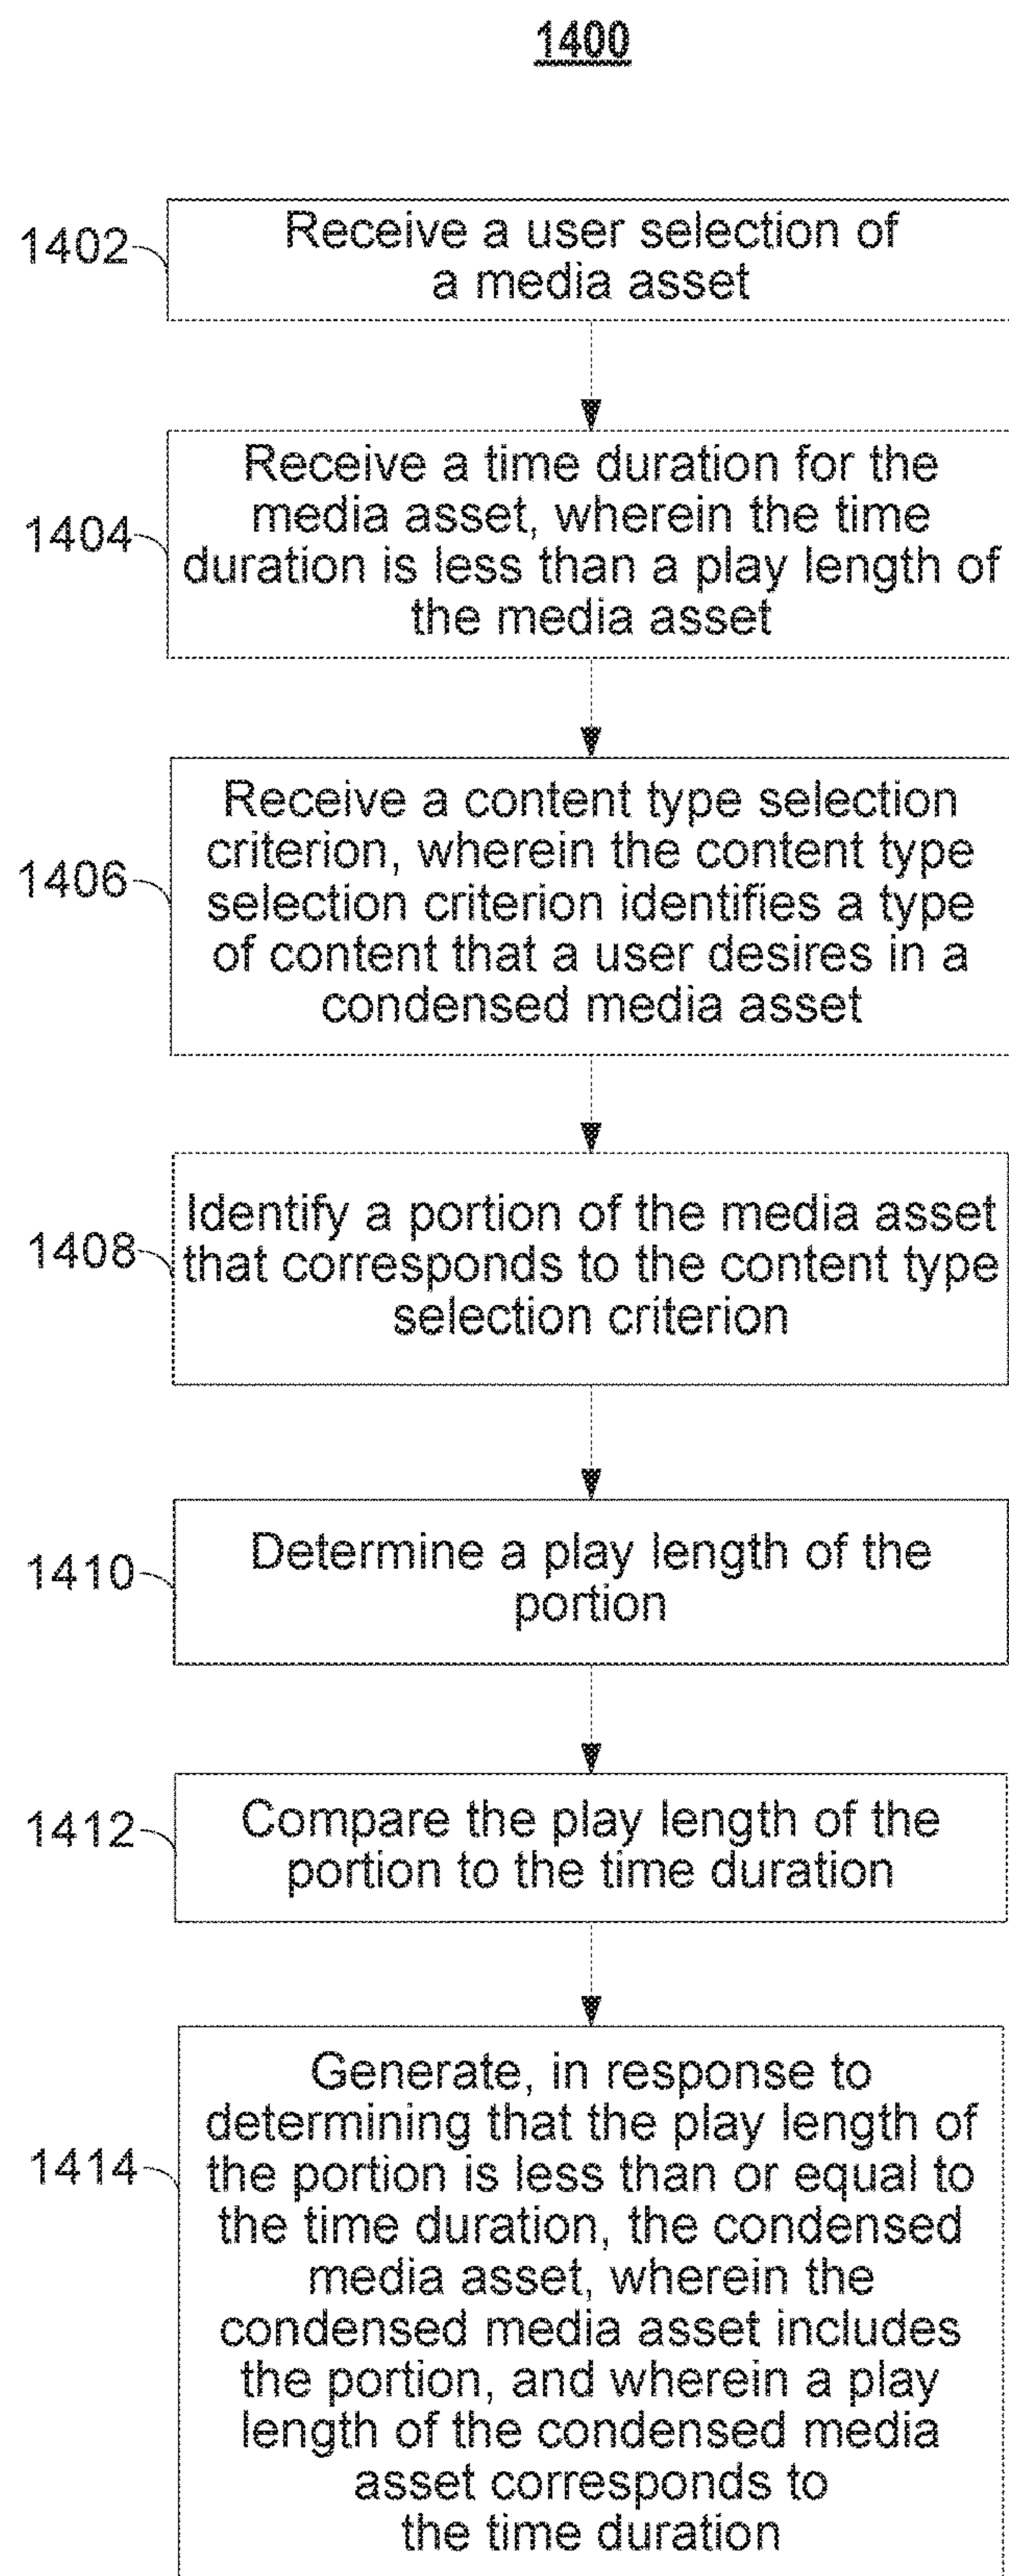 1400
1402
Receive a user selection of
a media asset
1404
Receive a time duration for the
media asset, wherein the time
duration is less than a play length of
the media asset
1406
Receive a content type selection
criterion, wherein the content type
selection criterion identifies a type
of content that a user desires in a
condensed media asset
1408
Identify a portion of the media asset
that corresponds to the content type
selection criterion
1410
Determine a play length of the
portion
1412
Compare the play length of the
portion to the time duration
1414
Generate, in response to
determining that the play length of
the portion is less than or equal to
the time duration, the condensed
media asset, wherein the
condensed media asset includes
the portion, and wherein a play
length of the condensed media
asset corresponds to
the time duration